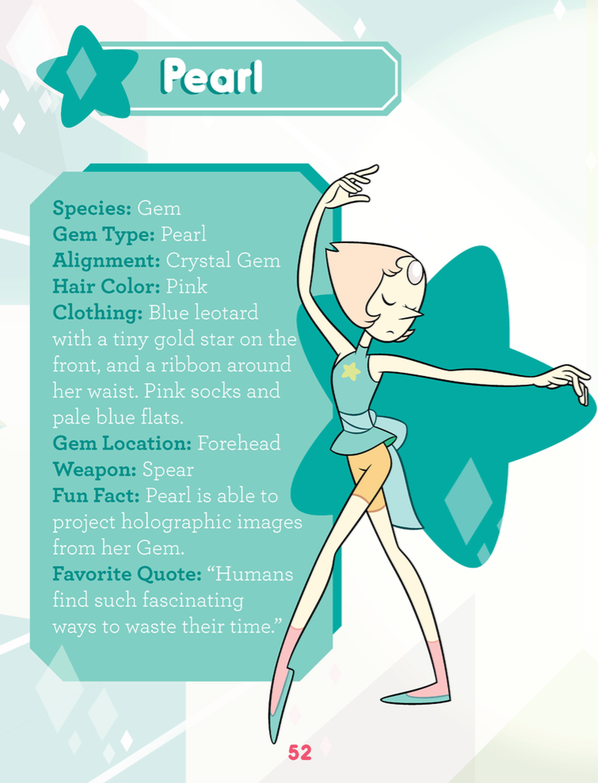 Pearl
Species: Gem
Gem Type: Pearl
Alignment: Crystal Gem
Hair Color: Pink
Clothing: Blue leotard
with a tiny gold star on the
front, and a ribbon around
her waist. Pink socks and
pale blue flats.
Gem Location: Forehead
Weapon: Spear
Fun Fact: Pearl is able to
project holographic images
from her Gem.
Favorite Quote: “Humans
find such fascinating
ways to waste their time.”
52